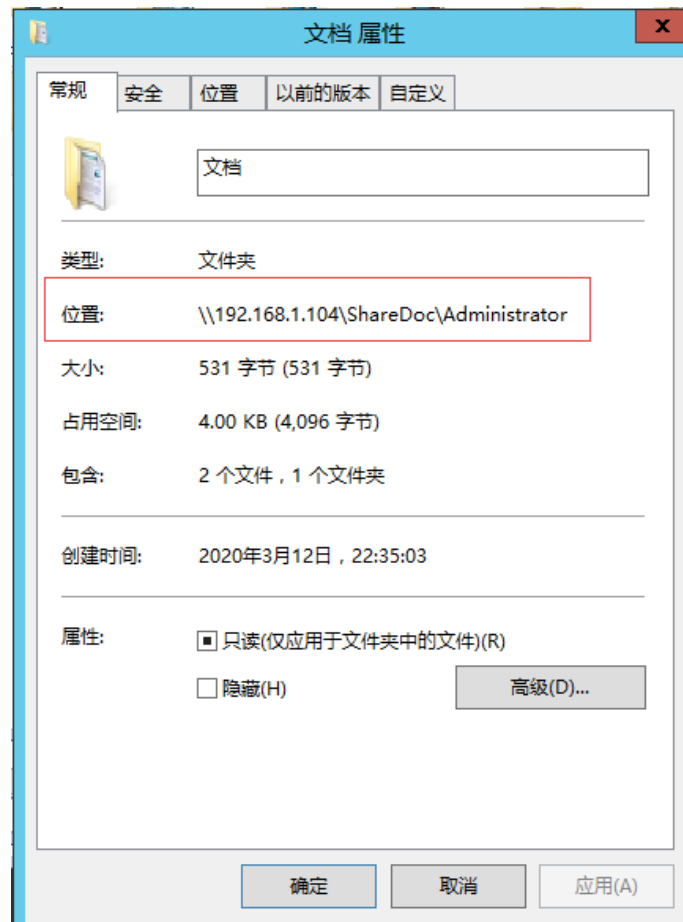 文档 属性
x
常规 安全 位置 以前的版本 自定义
文档
类型: 文件夹
位置: \\192.168.1.104\ShareDoc\Administrator
大小: 531 字节 (531 字节)
占用空间: 4.00 KB (4,096 字节)
包含: 2 个文件，1 个文件夹
创建时间: 2020年3月12日，22:35:03
属性: 只读(仅应用于文件夹中的文件)(R)
隐藏(H) 高级(D)...
确定 取消 应用(A)